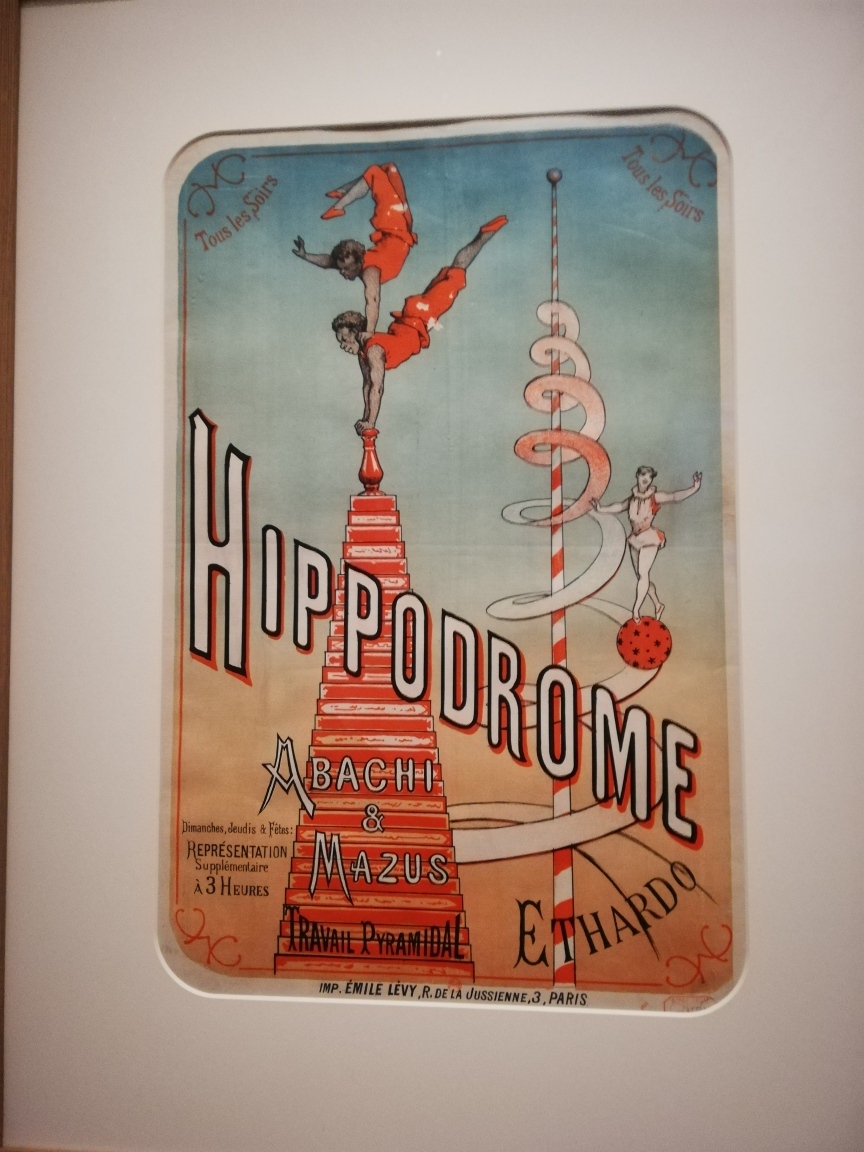 Tous les Soirs
Tous les Soirs
HIPPODROME
ABACHI
&
MAZUS
Dimanches, Jeudis & Fêtes:
REPRÉSENTATION
Supplémentaire
à 3 HEURES
TRAVAIL PYRAMIDAL
ETHARDO
IMP. ÉMILE LÉVY, R. DE LA JUSSIENNE, 3, PARIS